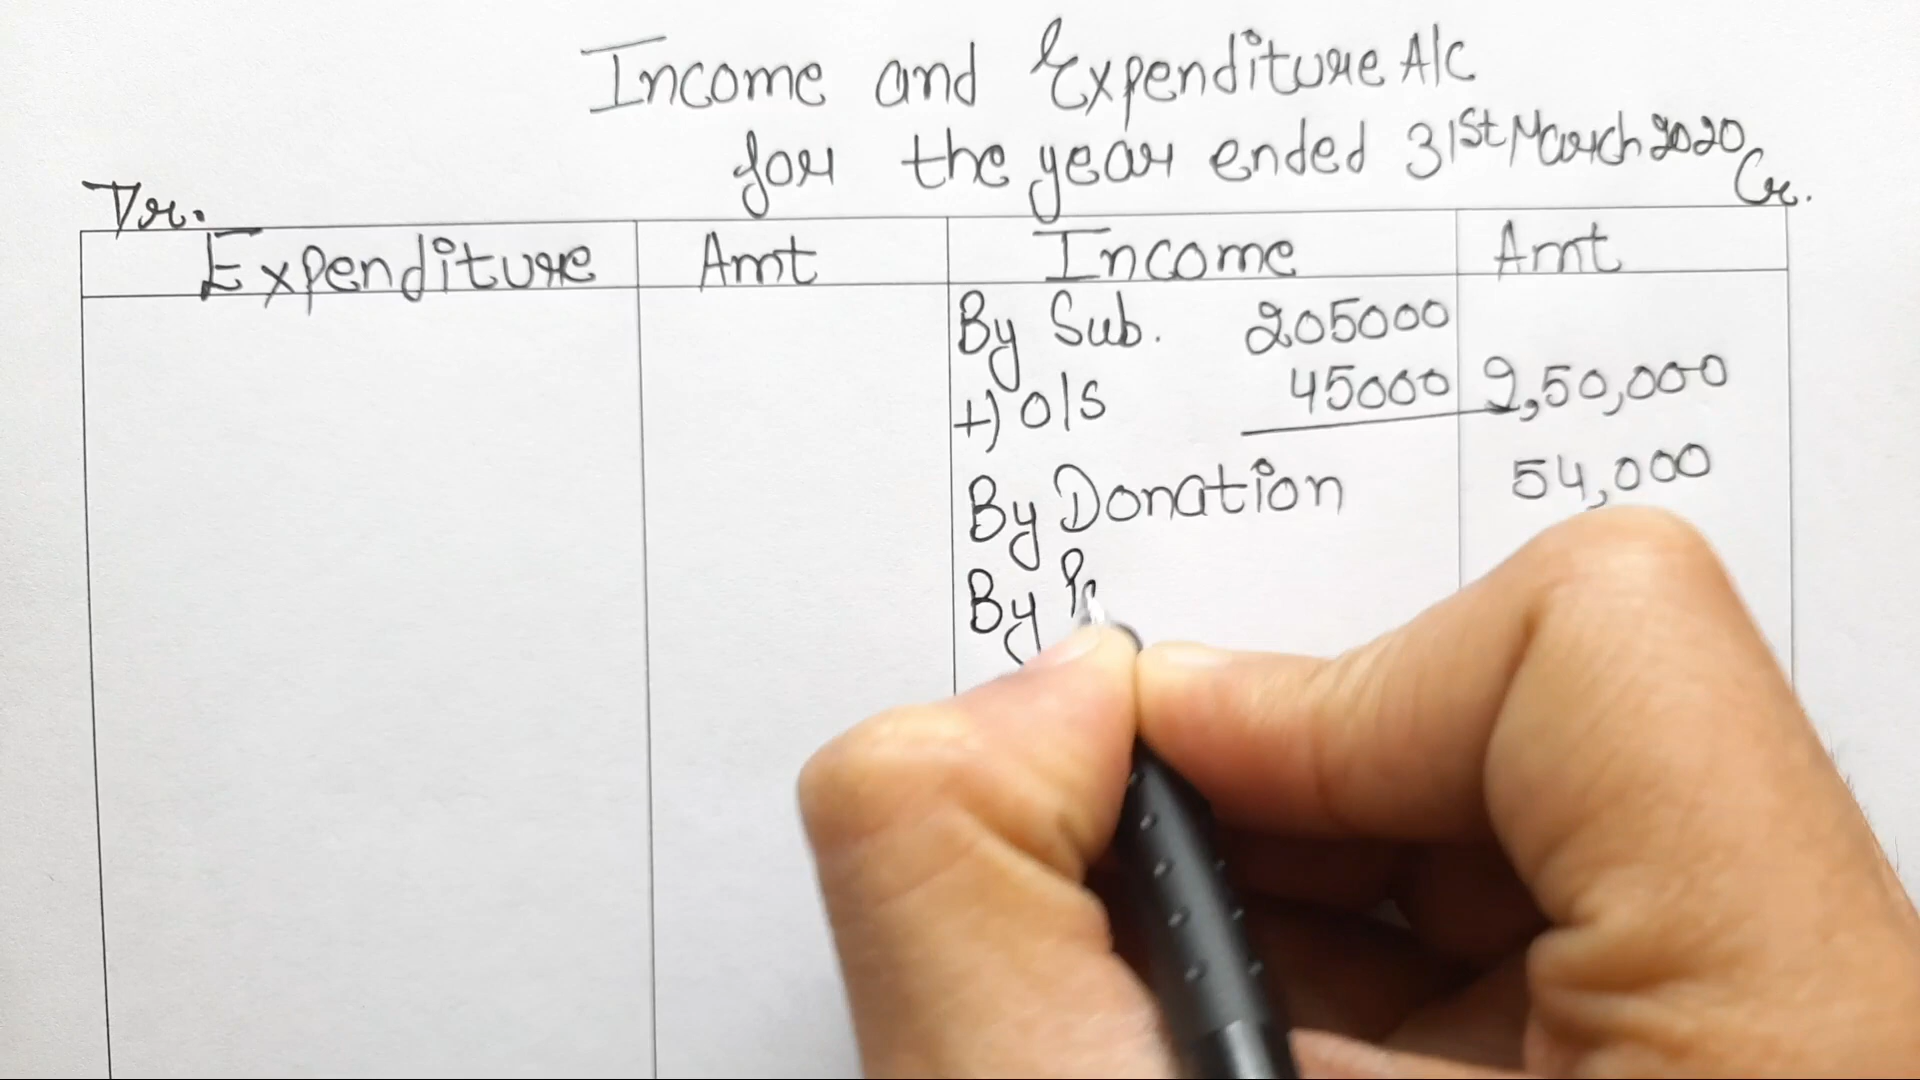 Income and Expenditure A/C
for the year ended 31st March 2020
Dr. Cr.
Expenditure Amt Income Amt
By Sub. 205000
+) O/S 45000 2,50,000
By Donation 54,000
By